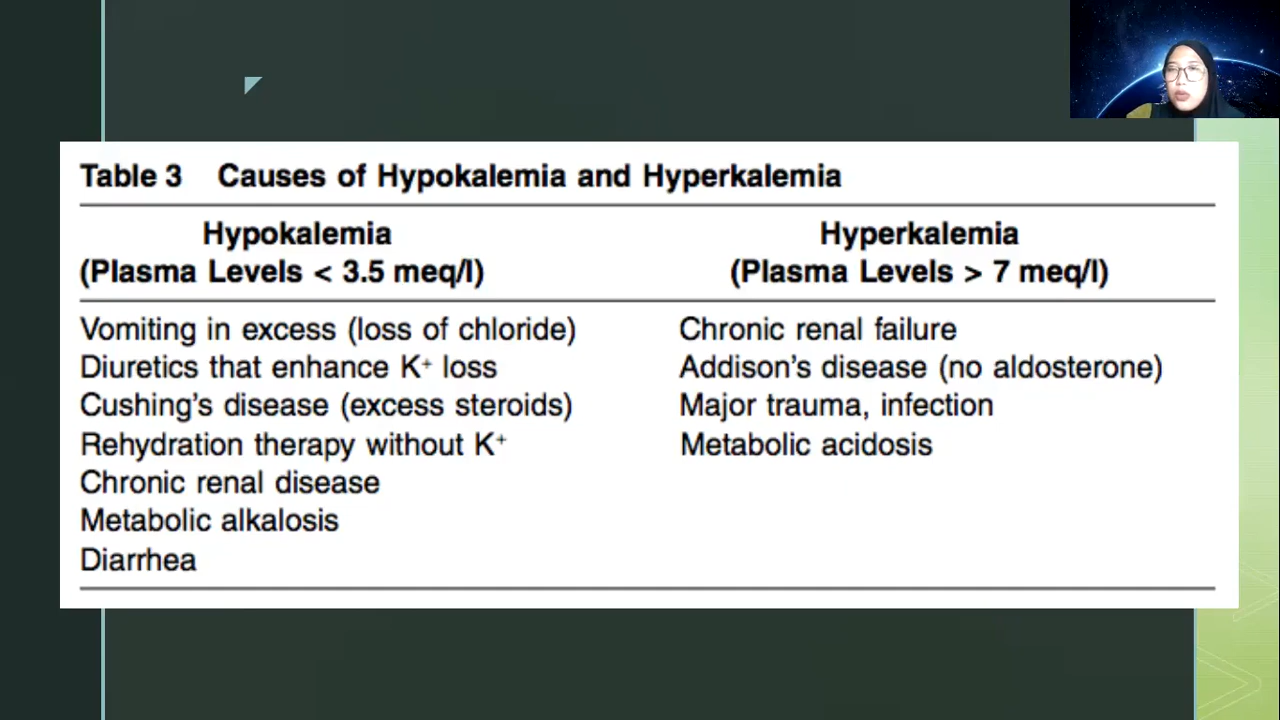 Table 3 Causes of Hypokalemia and Hyperkalemia
Hypokalemia
(Plasma Levels < 3.5 meq/l)
Hyperkalemia
(Plasma Levels > 7 meq/l)
Vomiting in excess (loss of chloride)
Diuretics that enhance K⁺ loss
Cushing's disease (excess steroids)
Rehydration therapy without K⁺
Chronic renal disease
Metabolic alkalosis
Diarrhea
Chronic renal failure
Addison's disease (no aldosterone)
Major trauma, infection
Metabolic acidosis